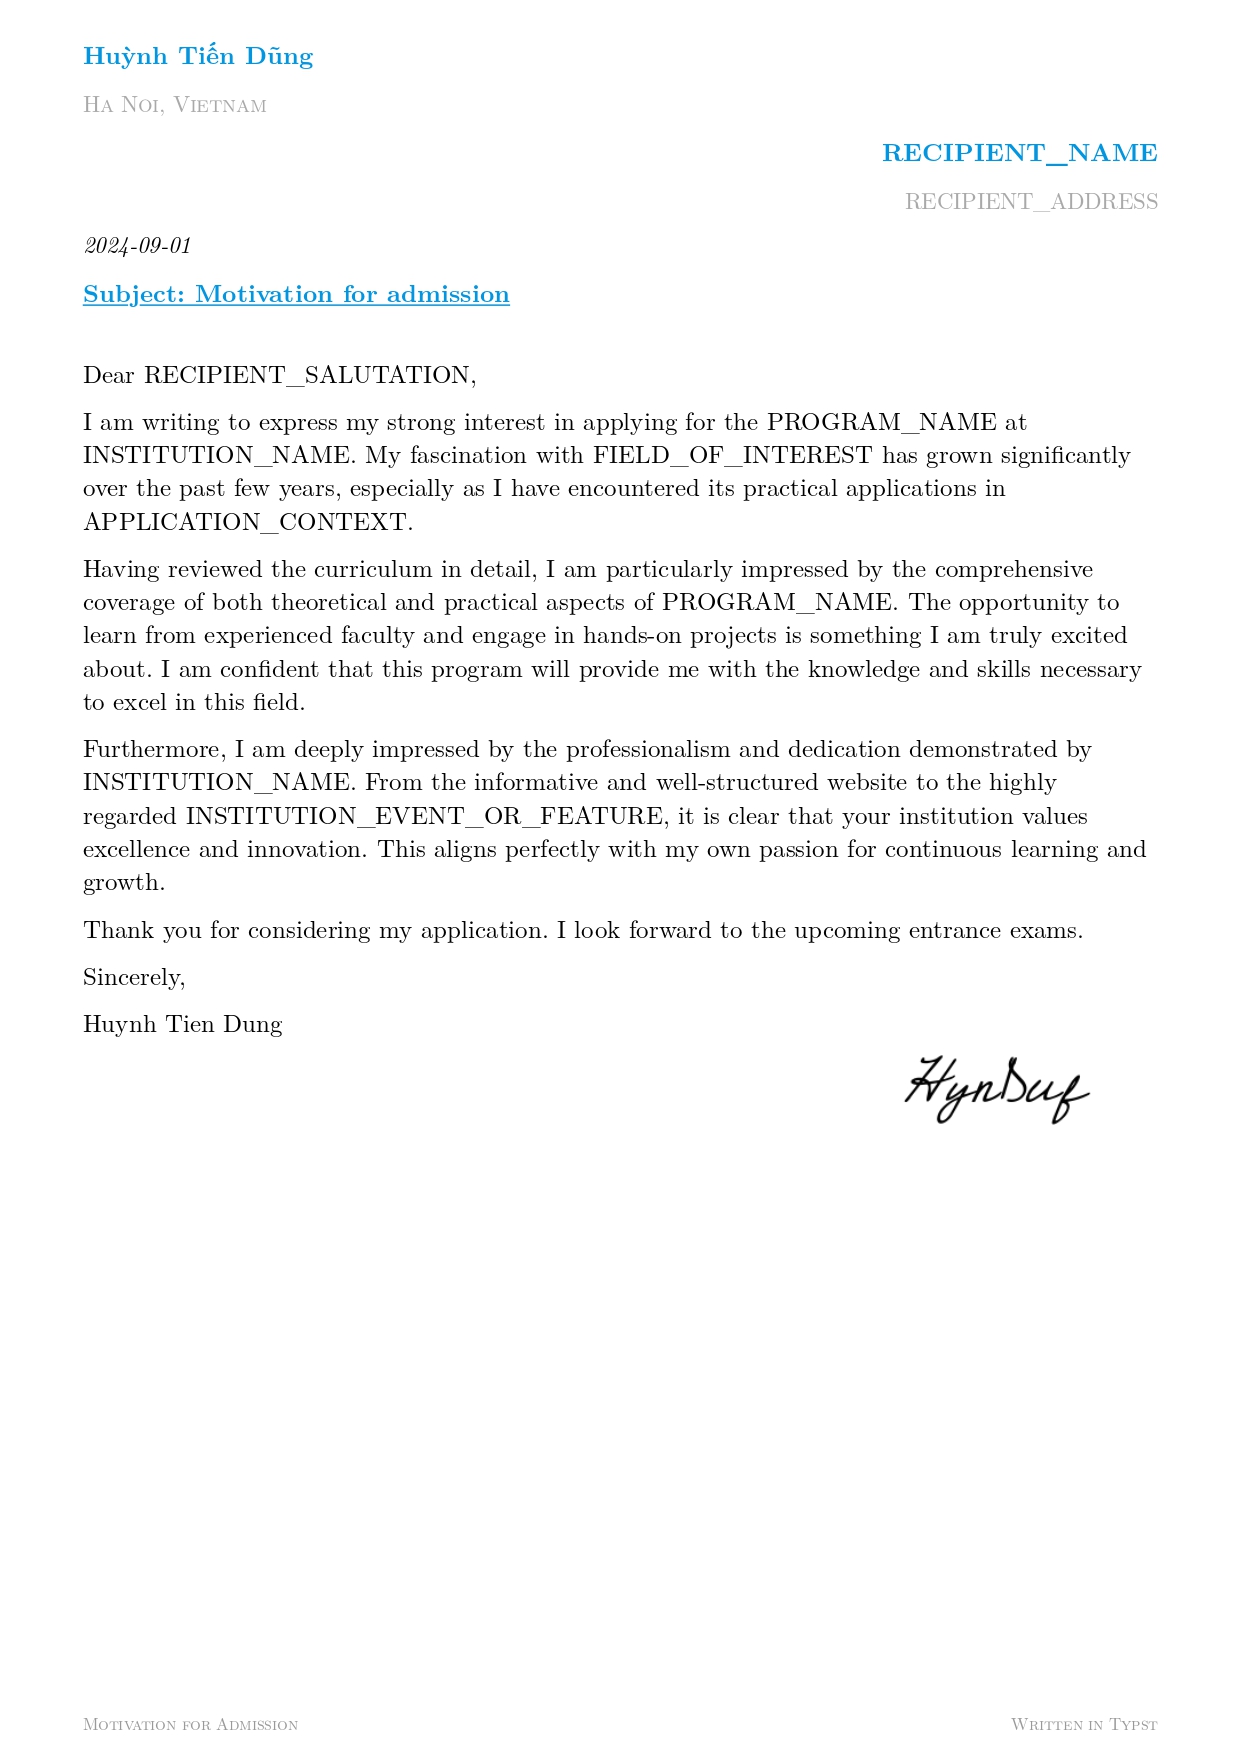 Huỳnh Tiến Dũng
Ha Noi, Vietnam
RECIPIENT_NAME
RECIPIENT_ADDRESS
2024-09-01
Subject: Motivation for admission
Dear RECIPIENT_SALUTATION,
I am writing to express my strong interest in applying for the PROGRAM_NAME at
INSTITUTION_NAME. My fascination with FIELD_OF_INTEREST has grown significantly
over the past few years, especially as I have encountered its practical applications in
APPLICATION_CONTEXT.
Having reviewed the curriculum in detail, I am particularly impressed by the comprehensive
coverage of both theoretical and practical aspects of PROGRAM_NAME. The opportunity to
learn from experienced faculty and engage in hands-on projects is something I am truly excited
about. I am confident that this program will provide me with the knowledge and skills necessary
to excel in this field.
Furthermore, I am deeply impressed by the professionalism and dedication demonstrated by
INSTITUTION_NAME. From the informative and well-structured website to the highly
regarded INSTITUTION_EVENT_OR_FEATURE, it is clear that your institution values
excellence and innovation. This aligns perfectly with my own passion for continuous learning and
growth.
Thank you for considering my application. I look forward to the upcoming entrance exams.
Sincerely,
Huynh Tien Dung
Motivation for Admission
Written in Typst